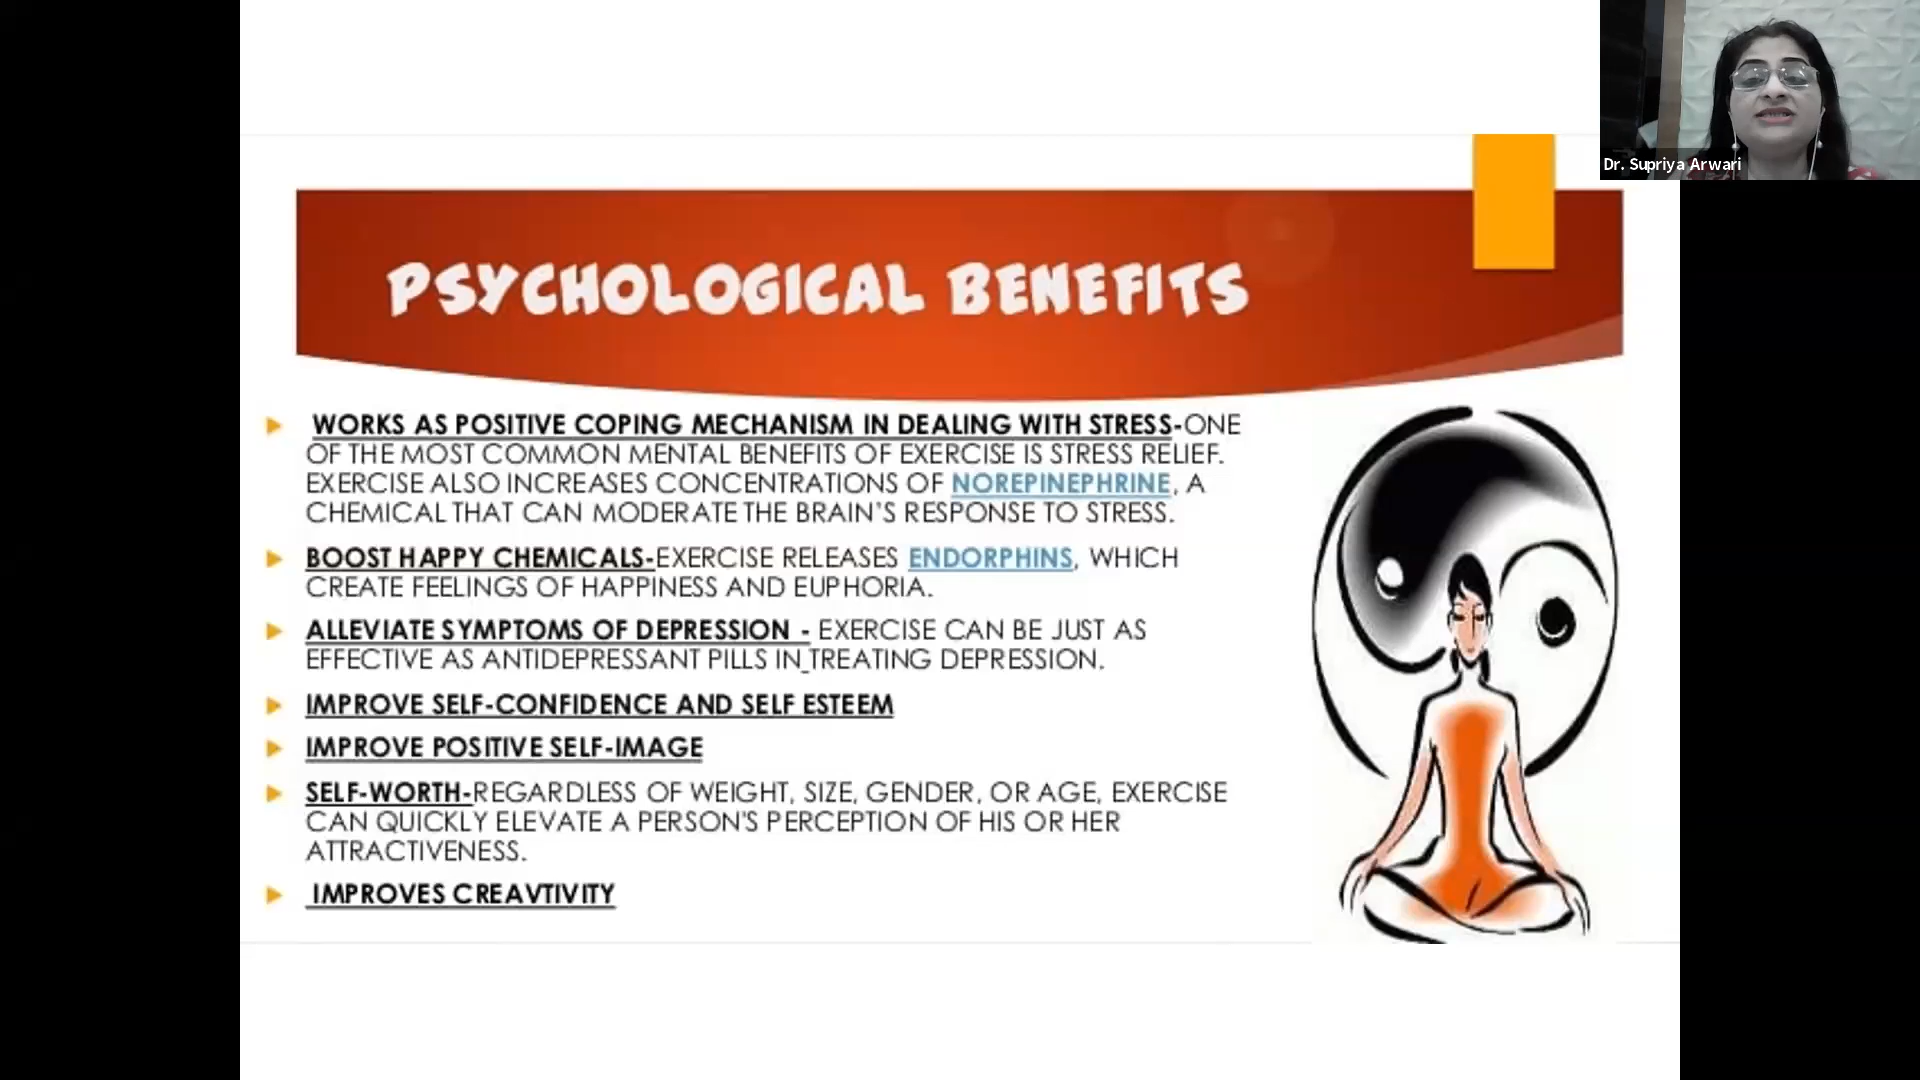 Dr. Supriya Arwari
PSYCHOLOGICAL BENEFITS
WORKS AS POSITIVE COPING MECHANISM IN DEALING WITH STRESS-ONE
OF THE MOST COMMON MENTAL BENEFITS OF EXERCISE IS STRESS RELIEF.
EXERCISE ALSO INCREASES CONCENTRATIONS OF NOREPINEPHRINE, A
CHEMICAL THAT CAN MODERATE THE BRAIN'S RESPONSE TO STRESS.
BOOST HAPPY CHEMICALS-EXERCISE RELEASES ENDORPHINS, WHICH
CREATE FEELINGS OF HAPPINESS AND EUPHORIA.
ALLEVIATE SYMPTOMS OF DEPRESSION - EXERCISE CAN BE JUST AS
EFFECTIVE AS ANTIDEPRESSANT PILLS IN TREATING DEPRESSION.
IMPROVE SELF-CONFIDENCE AND SELF ESTEEM
IMPROVE POSITIVE SELF-IMAGE
SELF-WORTH-REGARDLESS OF WEIGHT, SIZE, GENDER, OR AGE, EXERCISE
CAN QUICKLY ELEVATE A PERSON'S PERCEPTION OF HIS OR HER
ATTRACTIVENESS.
IMPROVES CREAVTIVITY